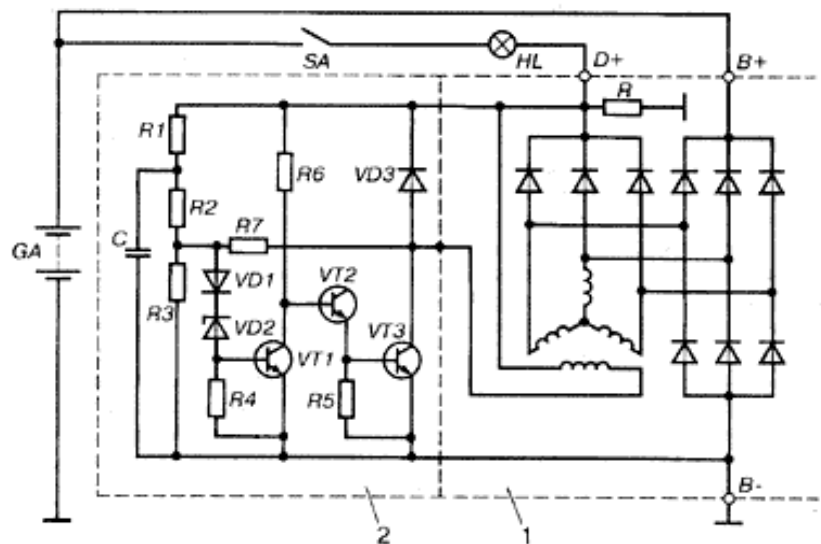 SA HL D+ B+
R
R1
R6 VD3
R2
C R7
GA
VD1 VT2
R3
VD2 VT3
VT1
R4 R5
B-
2 1